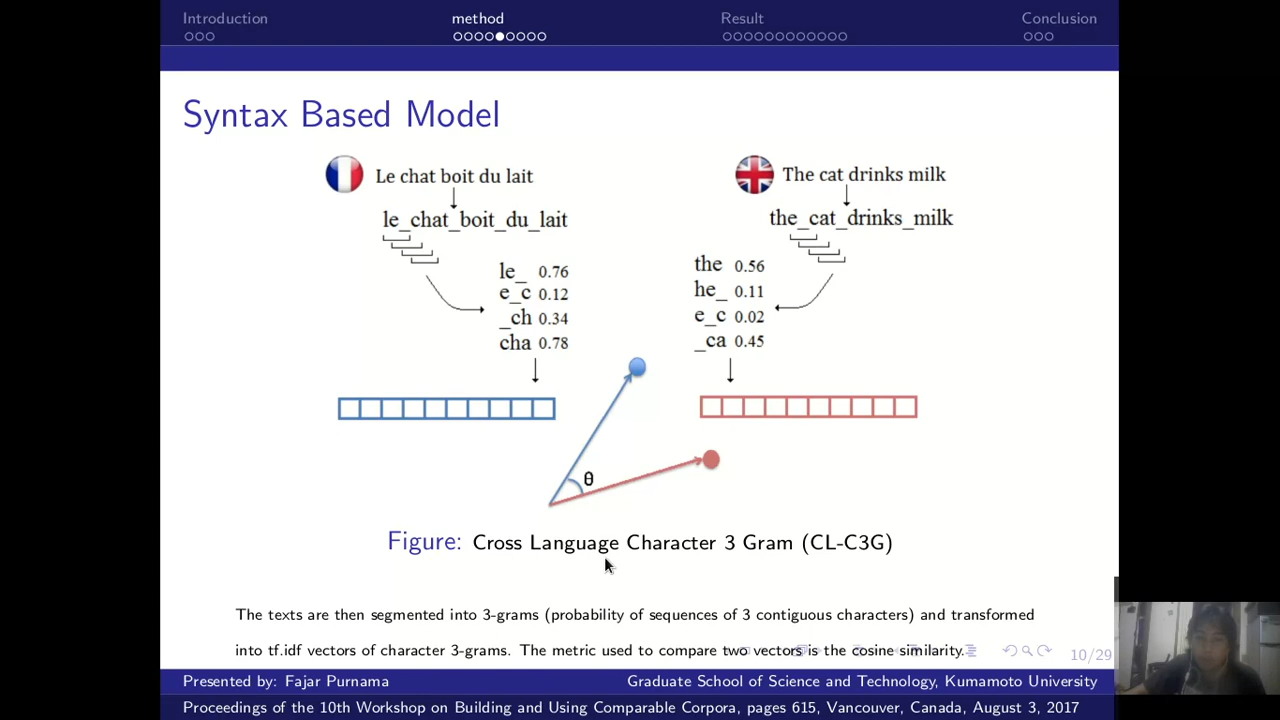 Introduction method Result Conclusion
Syntax Based Model
Le chat boit du lait
The cat drinks milk
le_chat_boit_du_lait
the_cat_drinks_milk
le_ 0.76
e_c 0.12
_ch 0.34
cha 0.78
the 0.56
he_ 0.11
e_c 0.02
_ca 0.45
θ
Figure: Cross Language Character 3 Gram (CL-C3G)
The texts are then segmented into 3-grams (probability of sequences of 3 contiguous characters) and transformed
into tf.idf vectors of character 3-grams. The metric used to compare two vectors is the cosine similarity.
10/29
Presented by: Fajar Purnama Graduate School of Science and Technology, Kumamoto University
Proceedings of the 10th Workshop on Building and Using Comparable Corpora, pages 615, Vancouver, Canada, August 3, 2017